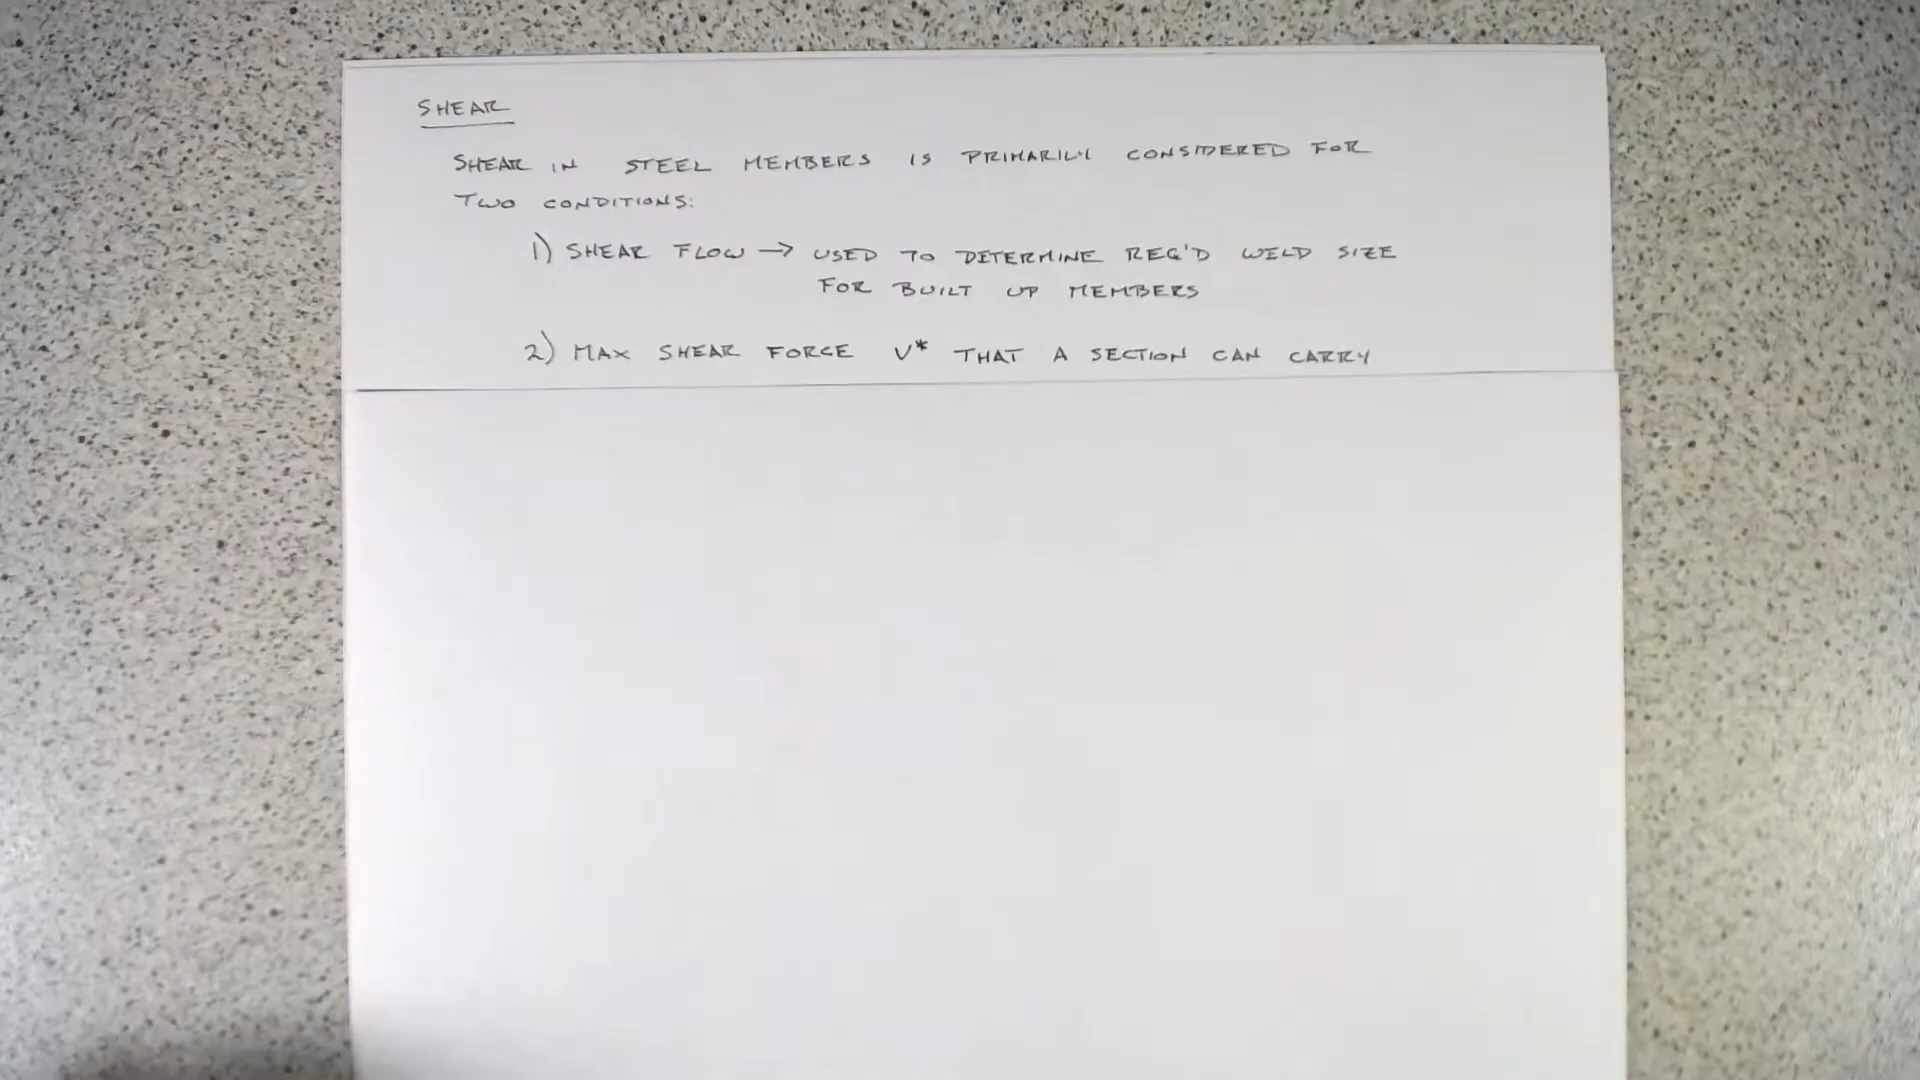 SHEAR
SHEAR IN STEEL MEMBERS IS PRIMARILY CONSIDERED FOR
TWO CONDITIONS:
1) SHEAR FLOW → USED TO DETERMINE REQ'D WELD SIZE
FOR BUILT UP MEMBERS
2) MAX SHEAR FORCE V* THAT A SECTION CAN CARRY